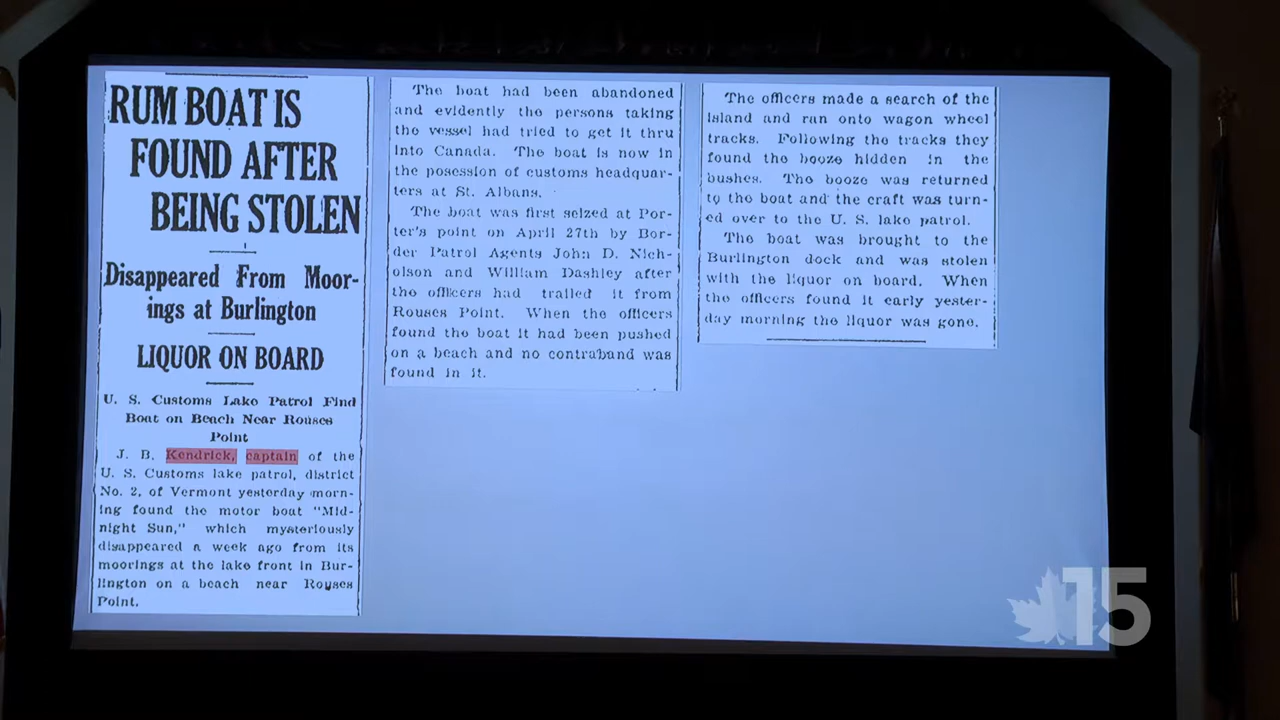 RUM BOAT IS
FOUND AFTER
BEING STOLEN
Disappeared From Moor-
ings at Burlington
LIQUOR ON BOARD
U. S. Customs Lake Patrol Find
Boat on Beach Near Rouses
Point
J. B. Kendrick, captain of the
U. S. Customs lake patrol, district
No. 2, of Vermont yesterday morn-
ing found the motor boat "Mid-
night Sun," which mysteriously
disappeared a week ago from its
moorings at the lake front in Bur-
lington on a beach near Rouses
Point.
The boat had been abandoned
and evidently the persons taking
the vessel had tried to get it thru
into Canada. The boat is now in
the posession of customs headquar-
ters at St. Albans.
The boat was first seized at Por-
ter's point on April 27th by Bor-
der Patrol Agents John D. Nich-
olson and William Dashley after
the officers had trailed it from
Rouses Point. When the officers
found the boat it had been pushed
on a beach and no contraband was
found in it.
The officers made a search of the
island and ran onto wagon wheel
tracks. Following the tracks they
found the booze hidden in the
bushes. The booze was returned
to the boat and the craft was turn-
ed over to the U. S. lake patrol.
The boat was brought to the
Burlington dock and was stolen
with the liquor on board. When
the officers found it early yester-
day morning the liquor was gone.
15